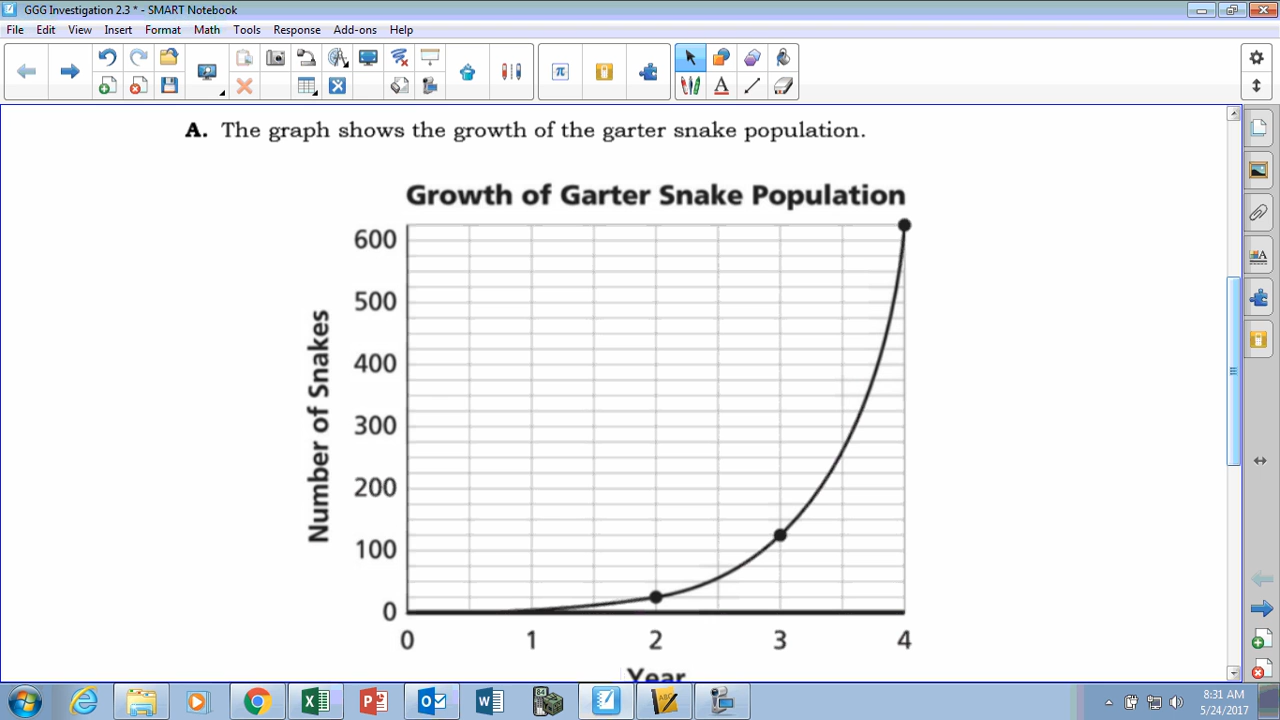 GGG Investigation 2.3 * - SMART Notebook
File Edit View Insert Format Math Tools Response Add-ons Help
A. The graph shows the growth of the garter snake population.
Growth of Garter Snake Population
Number of Snakes
600
500
400
300
200
100
0
0 1 2 3 4
Year
8:31 AM
5/24/2017